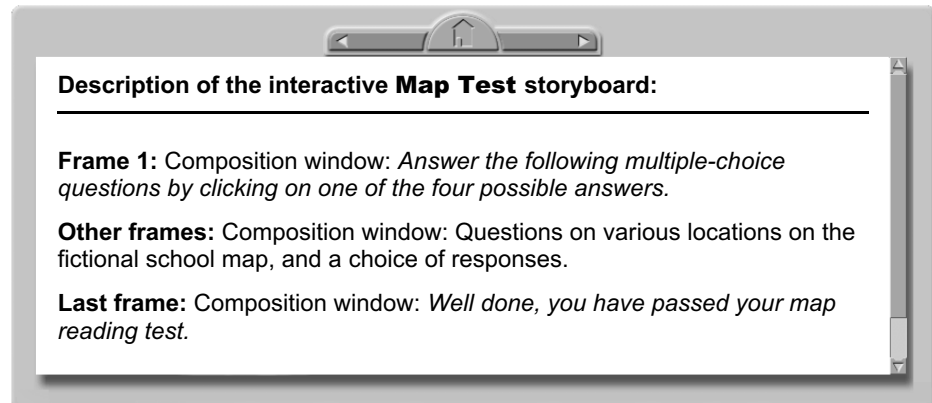 Description of the interactive Map Test storyboard:
Frame 1: Composition window: Answer the following multiple-choice
questions by clicking on one of the four possible answers.
Other frames: Composition window: Questions on various locations on the
fictional school map, and a choice of responses.
Last frame: Composition window: Well done, you have passed your map
reading test.